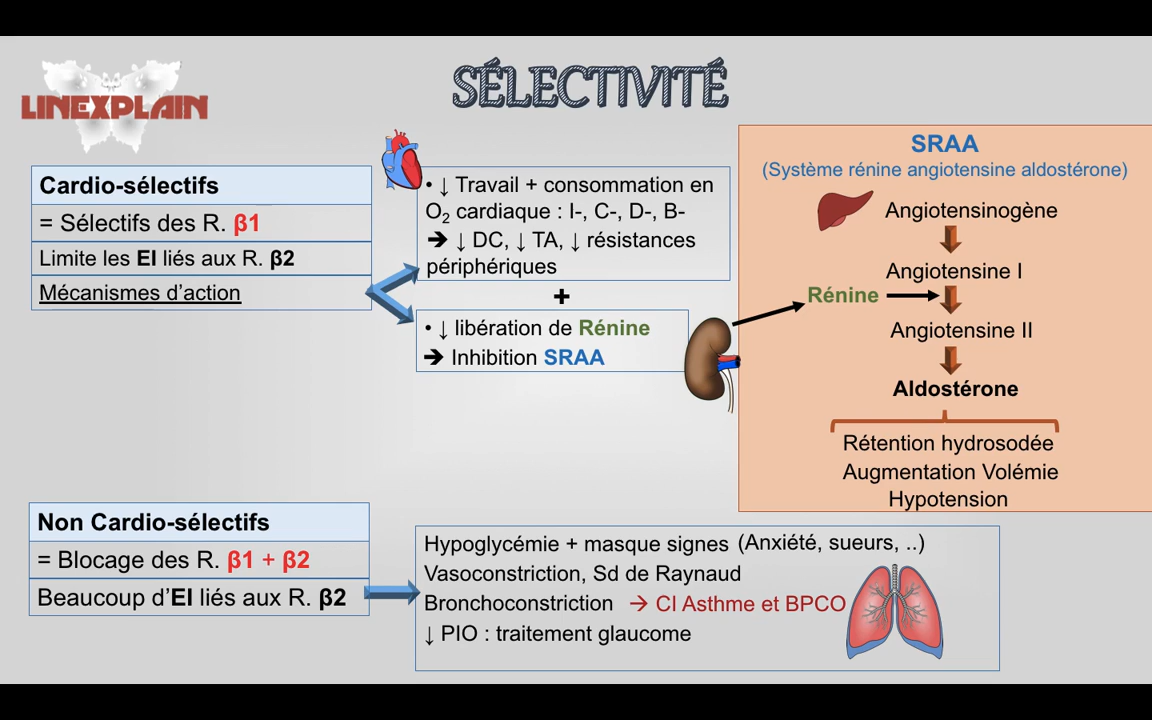 LINEXPLAIN
SÉLECTIVITÉ
Cardio-sélectifs
= Sélectifs des R. β1
Limite les EI liés aux R. β2
Mécanismes d’action
• ↓ Travail + consommation en
O2 cardiaque : I-, C-, D-, B-
➔ ↓ DC, ↓ TA, ↓ résistances
périphériques
+
• ↓ libération de Rénine
➔ Inhibition SRAA
SRAA
(Système rénine angiotensine aldostérone)
Angiotensinogène
Angiotensine I
Rénine
Angiotensine II
Aldostérone
Rétention hydrosodée
Augmentation Volémie
Hypotension
Non Cardio-sélectifs
= Blocage des R. β1 + β2
Beaucoup d’EI liés aux R. β2
Hypoglycémie + masque signes (Anxiété, sueurs, ..)
Vasoconstriction, Sd de Raynaud
Bronchoconstriction → CI Asthme et BPCO
↓ PIO : traitement glaucome